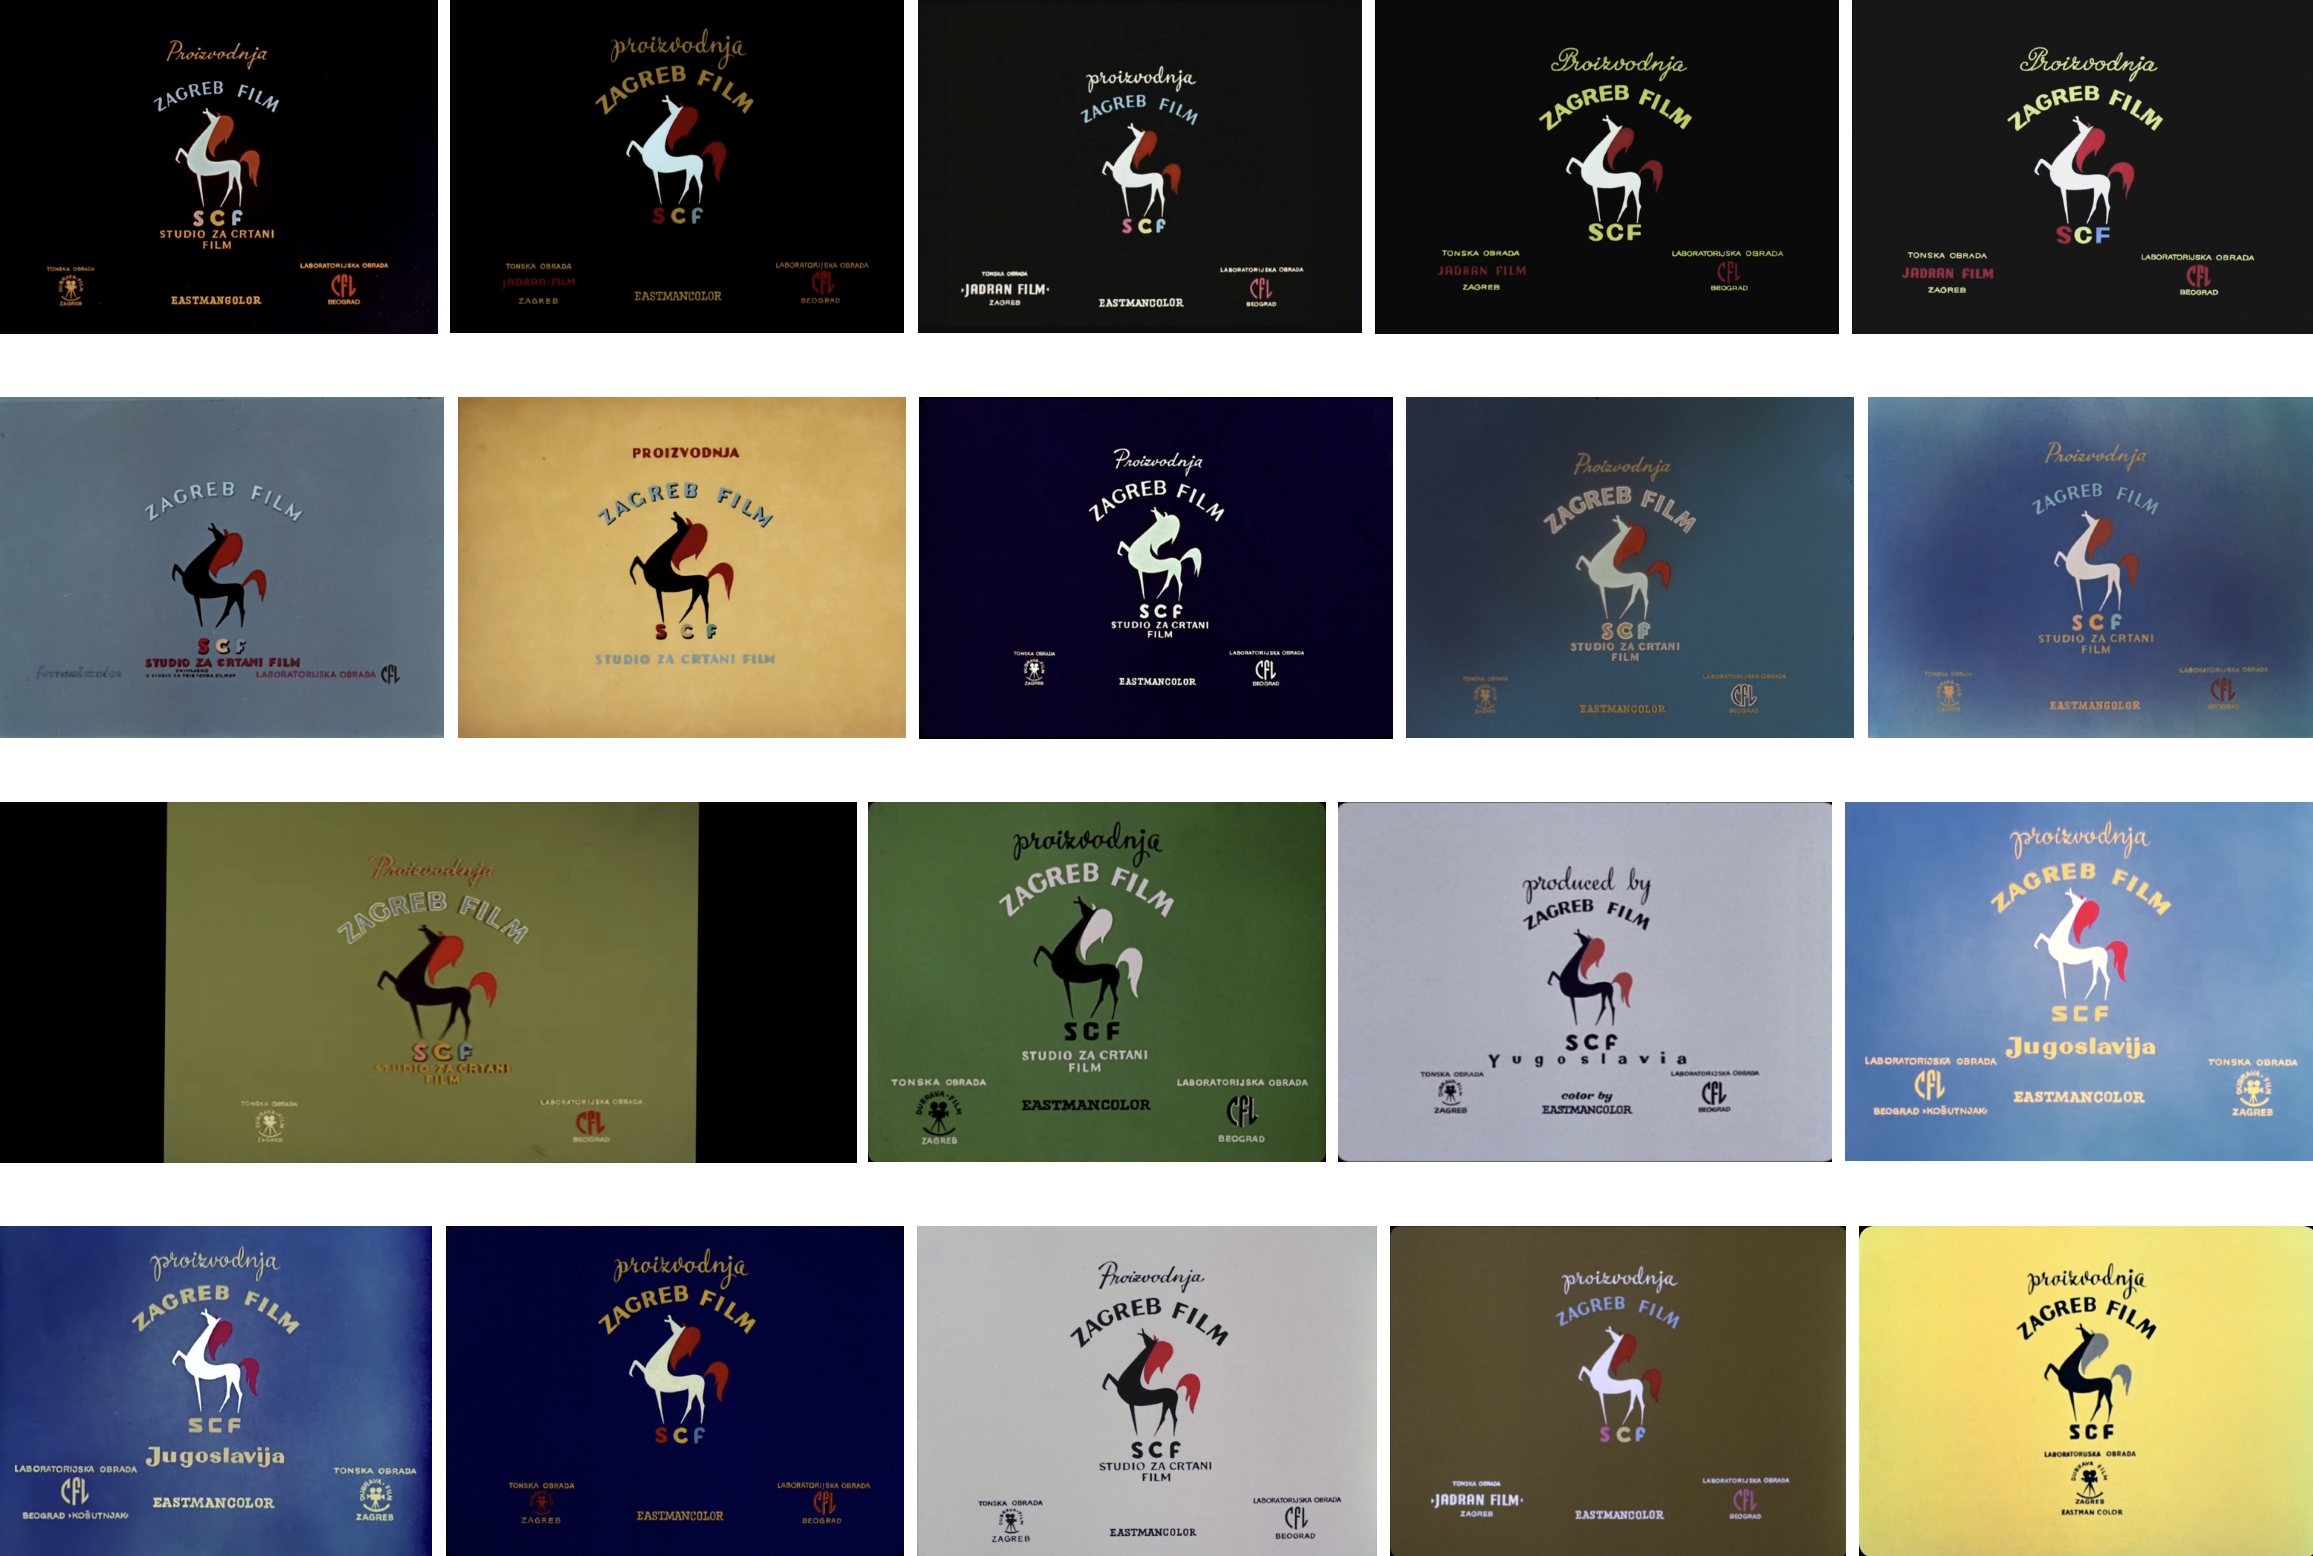 Proizvodnja
ZAGREB FILM
SCF
STUDIO ZA CRTANI
FILM
TONSKA OBRADA
ZAGREB
EASTMANCOLOR
LABORATORIJSKA OBRADA
CFL
BEOGRAD
proizvodnja
ZAGREB FILM
SCF
TONSKA OBRADA
JADRAN-FILM
ZAGREB
EASTMANCOLOR
LABORATORIJSKA OBRADA
CFL
BEOGRAD
proizvodnja
ZAGREB FILM
SCF
TONSKA OBRADA
·JADRAN FILM·
ZAGREB
EASTMANCOLOR
LABORATORIJSKA OBRADA
CFL
BEOGRAD
Proizvodnja
ZAGREB FILM
SCF
TONSKA OBRADA
JADRAN FILM
ZAGREB
LABORATORIJSKA OBRADA
CFL
BEOGRAD
Proizvodnja
ZAGREB FILM
SCF
TONSKA OBRADA
JADRAN FILM
ZAGREB
LABORATORIJSKA OBRADA
CFL
BEOGRAD
ZAGREB FILM
SCF
STUDIO ZA CRTANI FILM
LABORATORIJSKA OBRADA CFL
PROIZVODNJA
ZAGREB FILM
SCF
STUDIO ZA CRTANI FILM
Proizvodnja
ZAGREB FILM
SCF
STUDIO ZA CRTANI
FILM
TONSKA OBRADA
ZAGREB
EASTMANCOLOR
LABORATORIJSKA OBRADA
CFL
BEOGRAD
Proizvodnja
ZAGREB FILM
SCF
STUDIO ZA CRTANI
FILM
TONSKA OBRADA
ZAGREB
EASTMANCOLOR
LABORATORIJSKA OBRADA
CFL
BEOGRAD
Proizvodnja
ZAGREB FILM
SCF
STUDIO ZA CRTANI
FILM
TONSKA OBRADA
ZAGREB
EASTMANCOLOR
LABORATORIJSKA OBRADA
CFL
BEOGRAD
Proizvodnja
ZAGREB FILM
SCF
STUDIO ZA CRTANI
FILM
TONSKA OBRADA
ZAGREB
LABORATORIJSKA OBRADA
CFL
BEOGRAD
proizvodnja
ZAGREB FILM
SCF
STUDIO ZA CRTANI
FILM
TONSKA OBRADA
DUBRAVA-FILM
ZAGREB
EASTMANCOLOR
LABORATORIJSKA OBRADA
CFL
BEOGRAD
produced by
ZAGREB FILM
SCF
Yugoslavia
TONSKA OBRADA
ZAGREB
color by
EASTMANCOLOR
LABORATORIJSKA OBRADA
CFL
BEOGRAD
proizvodnja
ZAGREB FILM
SCF
Jugoslavija
LABORATORIJSKA OBRADA
CFL
BEOGRAD ›KOŠUTNJAK‹
EASTMANCOLOR
TONSKA OBRADA
DUBRAVA-FILM
ZAGREB
proizvodnja
ZAGREB FILM
SCF
Jugoslavija
LABORATORIJSKA OBRADA
CFL
BEOGRAD ›KOŠUTNJAK‹
EASTMANCOLOR
TONSKA OBRADA
DUBRAVA-FILM
ZAGREB
proizvodnja
ZAGREB FILM
SCF
TONSKA OBRADA
ZAGREB
EASTMANCOLOR
LABORATORIJSKA OBRADA
CFL
BEOGRAD
Proizvodnja
ZAGREB FILM
SCF
STUDIO ZA CRTANI
FILM
TONSKA OBRADA
ZAGREB
EASTMANCOLOR
LABORATORIJSKA OBRADA
CFL
BEOGRAD
proizvodnja
ZAGREB FILM
SCF
TONSKA OBRADA
·JADRAN FILM·
ZAGREB
EASTMANCOLOR
LABORATORIJSKA OBRADA
CFL
BEOGRAD
proizvodnja
ZAGREB FILM
SCF
LABORATORIJSKA OBRADA
DUBRAVA FILM
ZAGREB
EASTMAN COLOR